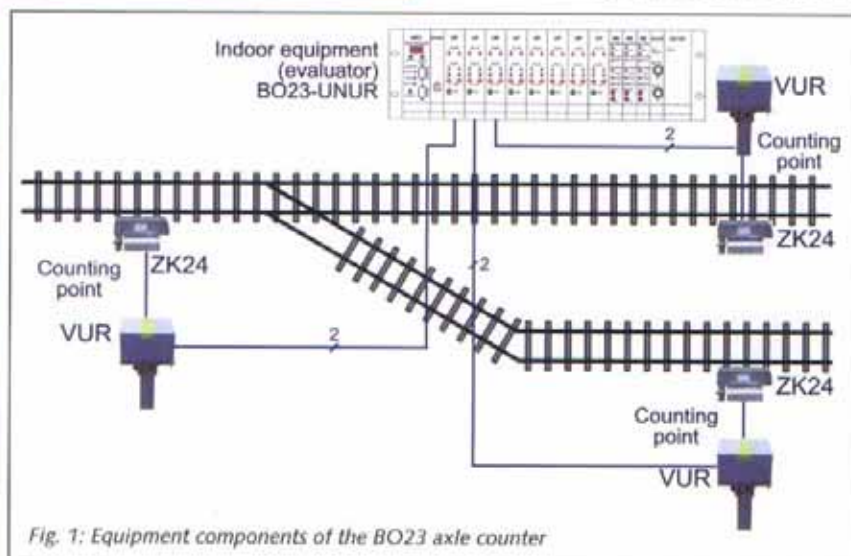 Indoor equipment
(evaluator)
BO23-UNUR
VUR
Counting
point
2
ZK24
ZK24
Counting
point
2
VUR
2
ZK24
Counting
point
VUR
Fig. 1: Equipment components of the BO23 axle counter